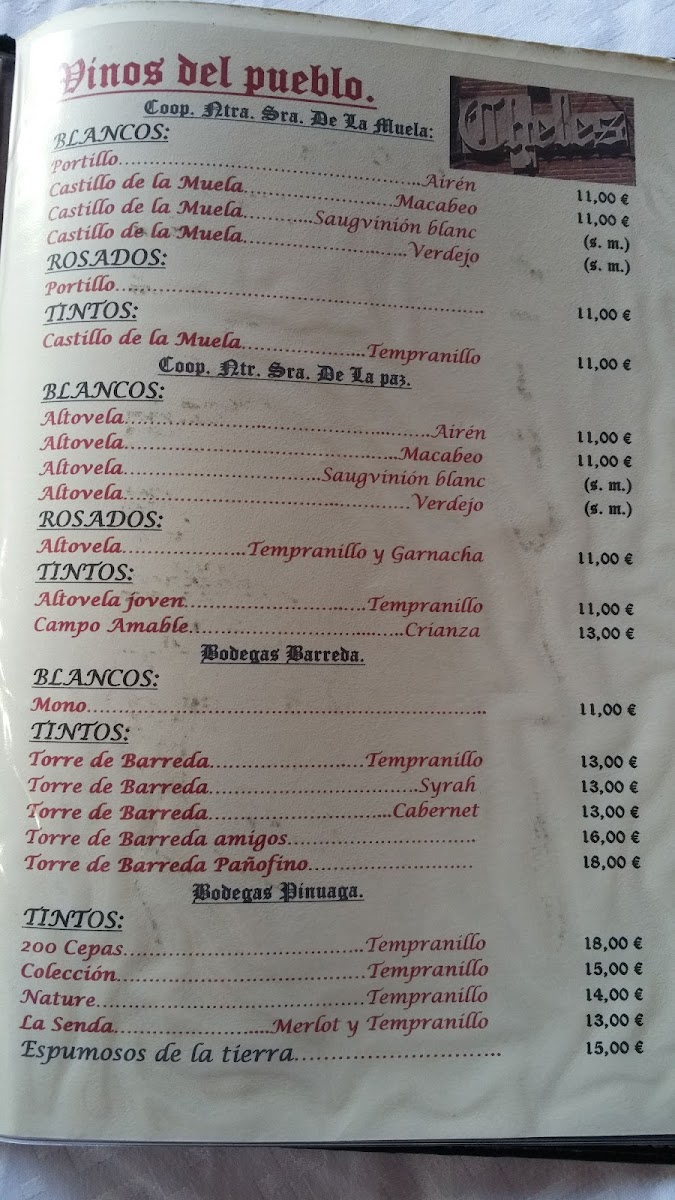 Vinos del pueblo.
Cheles
Coop. Ntra. Sra. De La Muela:
BLANCOS:
Portillo..........Airén 11,00 €
Castillo de la Muela..........Macabeo 11,00 €
Castillo de la Muela..........Saugvinión blanc (s. m.)
Castillo de la Muela..........Verdejo (s. m.)
ROSADOS:
Portillo.......... 11,00 €
TINTOS:
Castillo de la Muela..........Tempranillo 11,00 €
Coop. Ntr. Sra. De La paz.
BLANCOS:
Altovela..........Airén 11,00 €
Altovela..........Macabeo 11,00 €
Altovela..........Saugvinión blanc (s. m.)
Altovela..........Verdejo (s. m.)
ROSADOS:
Altovela..........Tempranillo y Garnacha 11,00 €
TINTOS:
Altovela joven..........Tempranillo 11,00 €
Campo Amable..........Crianza 13,00 €
Bodegas Barreda.
BLANCOS:
Mono.......... 11,00 €
TINTOS:
Torre de Barreda..........Tempranillo 13,00 €
Torre de Barreda..........Syrah 13,00 €
Torre de Barreda..........Cabernet 13,00 €
Torre de Barreda amigos.......... 16,00 €
Torre de Barreda Pañofino.......... 18,00 €
Bodegas Pinuaga.
TINTOS:
200 Cepas..........Tempranillo 18,00 €
Colección..........Tempranillo 15,00 €
Nature..........Tempranillo 14,00 €
La Senda..........Merlot y Tempranillo 13,00 €
Espumosos de la tierra.......... 15,00 €